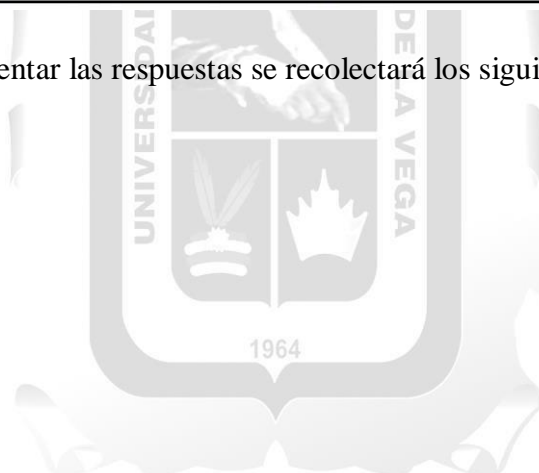 entar las respuestas se recolectará los sigui
UNIVERSIDAD
DE LA VEGA
1964